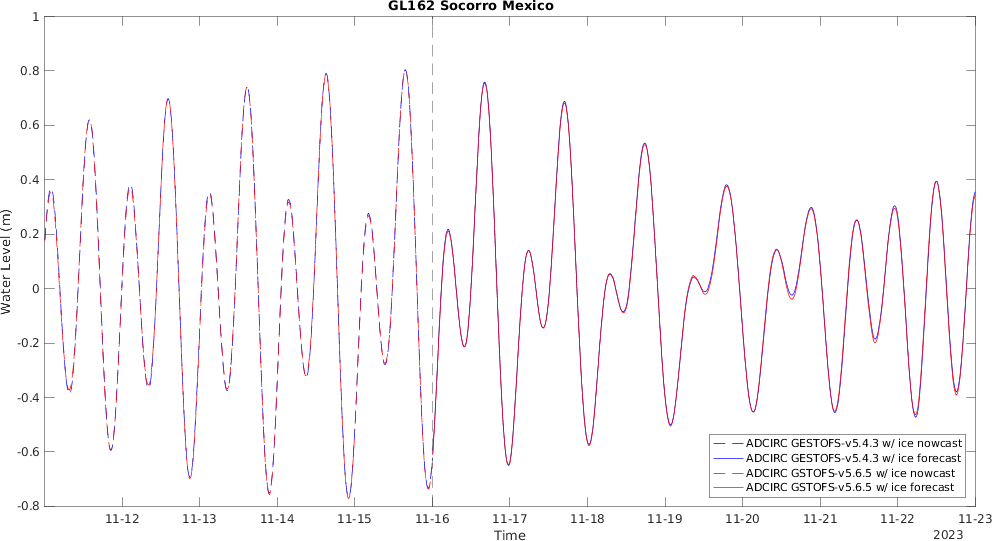 GL162 Socorro Mexico
1
0.8
0.6
0.4
0.2
0
-0.2
-0.4
-0.6
-0.8
Water Level (m)
ADCIRC GESTOFS-v5.4.3 w/ ice nowcast
ADCIRC GESTOFS-v5.4.3 w/ ice forecast
ADCIRC GSTOFS-v5.6.5 w/ ice nowcast
ADCIRC GSTOFS-v5.6.5 w/ ice forecast
11-12 11-13 11-14 11-15 11-16 11-17 11-18 11-19 11-20 11-21 11-22 11-23
Time
2023